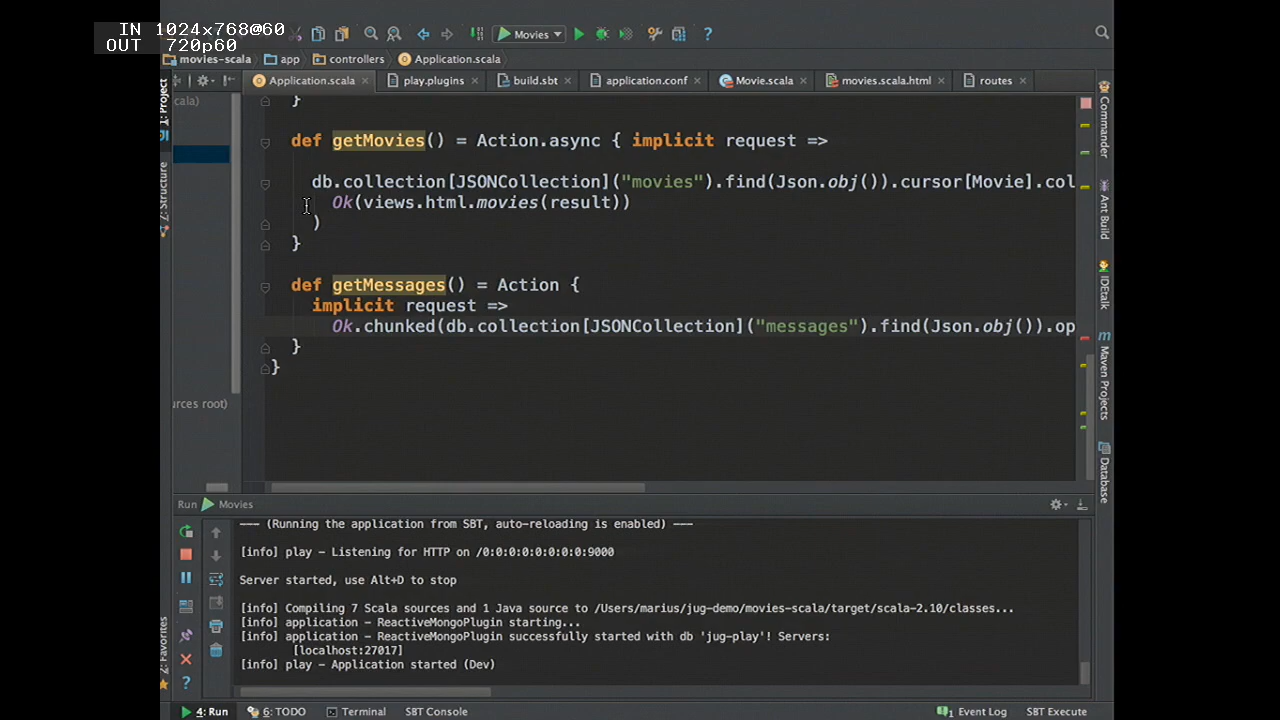 IN 1024x768@60
OUT 720p60
Movies
movies-scala app controllers Application.scala
Application.scala play.plugins build.sbt application.conf Movie.scala movies.scala.html routes
1: Project
Z: Structure
2: Favorites
cala)
urces root)
}
def getMovies() = Action.async { implicit request =>
db.collection[JSONCollection]("movies").find(Json.obj()).cursor[Movie].col
Ok(views.html.movies(result))
)
}
def getMessages() = Action {
implicit request =>
Ok.chunked(db.collection[JSONCollection]("messages").find(Json.obj()).op
}
}
Commander
Ant Build
IDEtalk
Maven Projects
Database
Run Movies
--- (Running the application from SBT, auto-reloading is enabled) ---
[info] play - Listening for HTTP on /0:0:0:0:0:0:0:0:9000
Server started, use Alt+D to stop
[info] Compiling 7 Scala sources and 1 Java source to /Users/marius/jug-demo/movies-scala/target/scala-2.10/classes...
[info] application - ReactiveMongoPlugin starting...
[info] application - ReactiveMongoPlugin successfully started with db 'jug-play'! Servers:
[localhost:27017]
[info] play - Application started (Dev)
4: Run 6: TODO Terminal SBT Console 1 Event Log SBT Execute